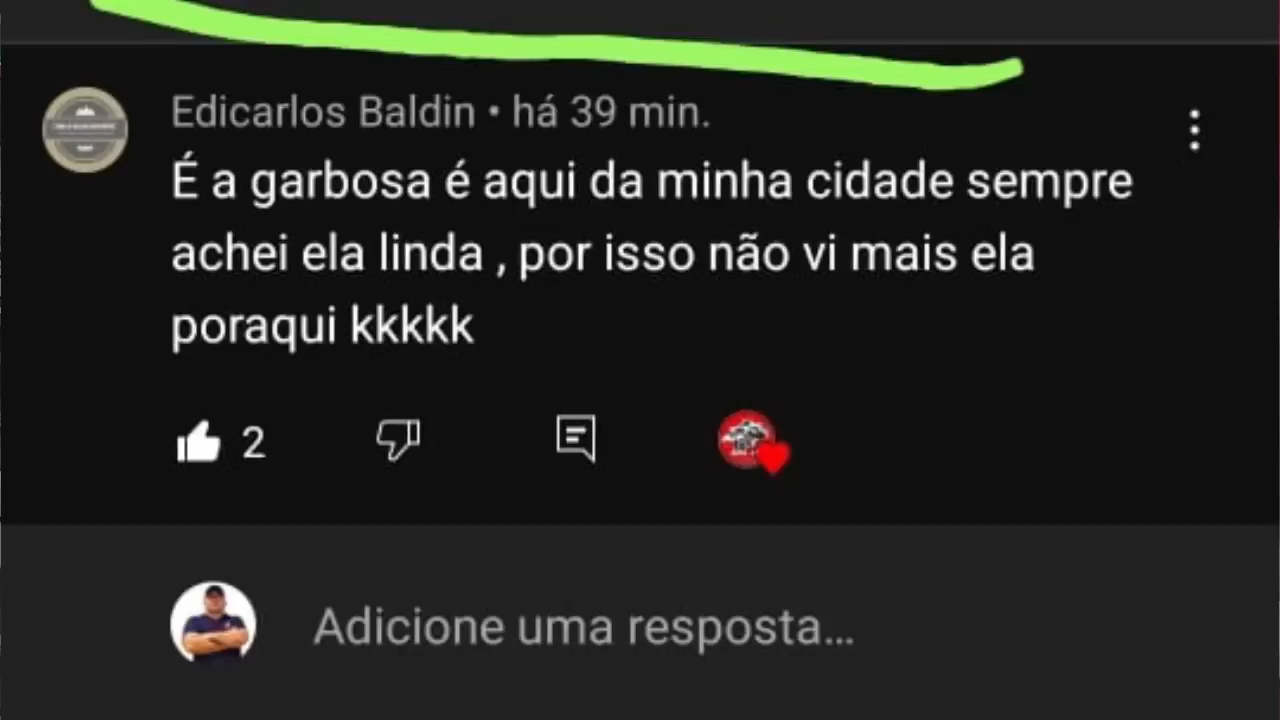 Edicarlos Baldin • há 39 min.
É a garbosa é aqui da minha cidade sempre
achei ela linda , por isso não vi mais ela
poraqui kkkkk
2
Adicione uma resposta...